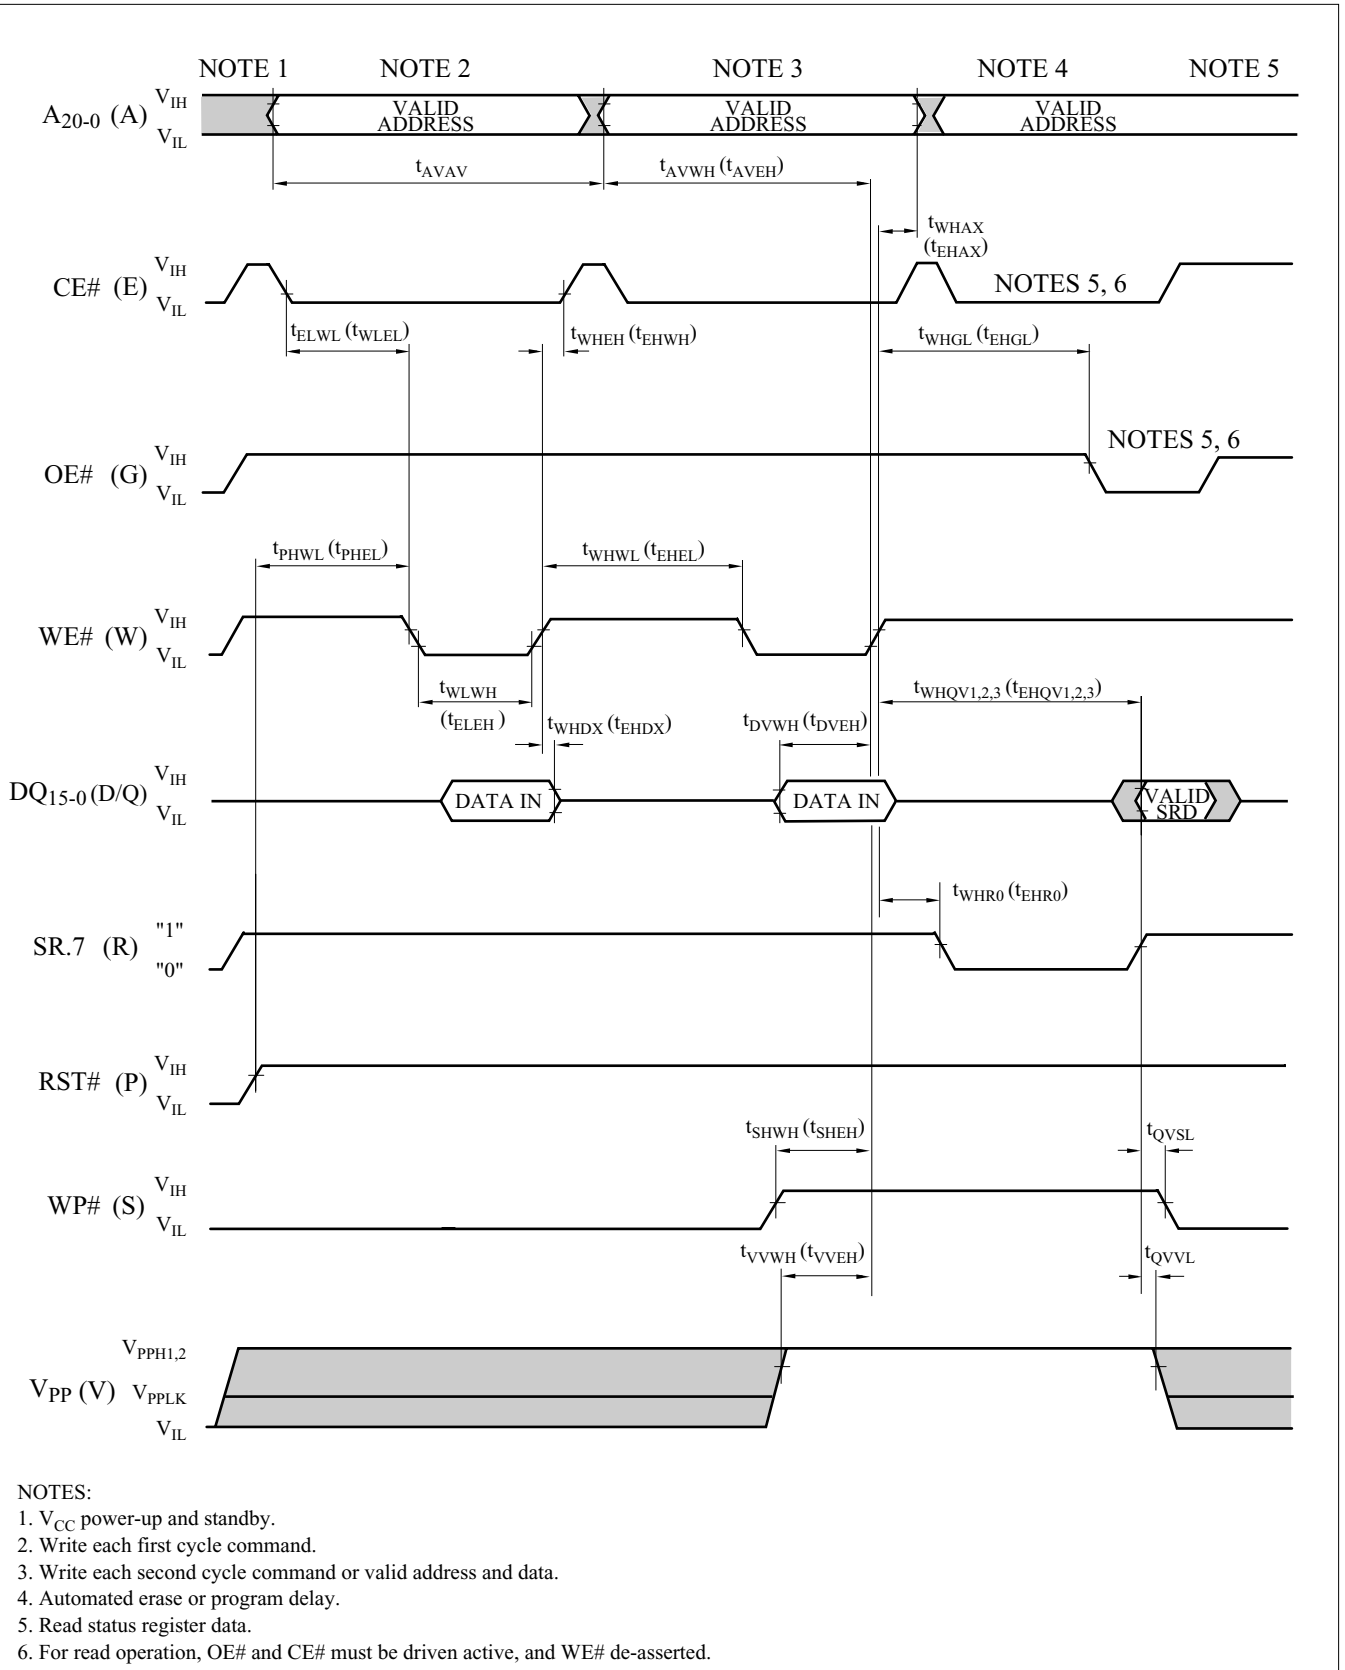 NOTE 1 NOTE 2 NOTE 3 NOTE 4 NOTE 5
A20-0 (A) VIH VIL
VALID ADDRESS VALID ADDRESS VALID ADDRESS
tAVAV tAVWH (tAVEH)
tWHAX
(tEHAX)
CE# (E) VIH VIL
NOTES 5, 6
tELWL (tWLEL) tWHEH (tEHWH) tWHGL (tEHGL)
NOTES 5, 6
OE# (G) VIH VIL
tPHWL (tPHEL) tWHWL (tEHEL)
WE# (W) VIH VIL
tWLWH
(tELEH) tWHDX (tEHDX) tDVWH (tDVEH) tWHQV1,2,3 (tEHQV1,2,3)
DQ15-0 (D/Q) VIH VIL
DATA IN DATA IN VALID SRD
tWHR0 (tEHR0)
SR.7 (R) "1" "0"
RST# (P) VIH VIL
tSHWH (tSHEH) tQVSL
WP# (S) VIH VIL
tVVWH (tVVEH) tQVVL
VPP (V) VPPH1,2 VPPLK VIL
NOTES:
1. VCC power-up and standby.
2. Write each first cycle command.
3. Write each second cycle command or valid address and data.
4. Automated erase or program delay.
5. Read status register data.
6. For read operation, OE# and CE# must be driven active, and WE# de-asserted.